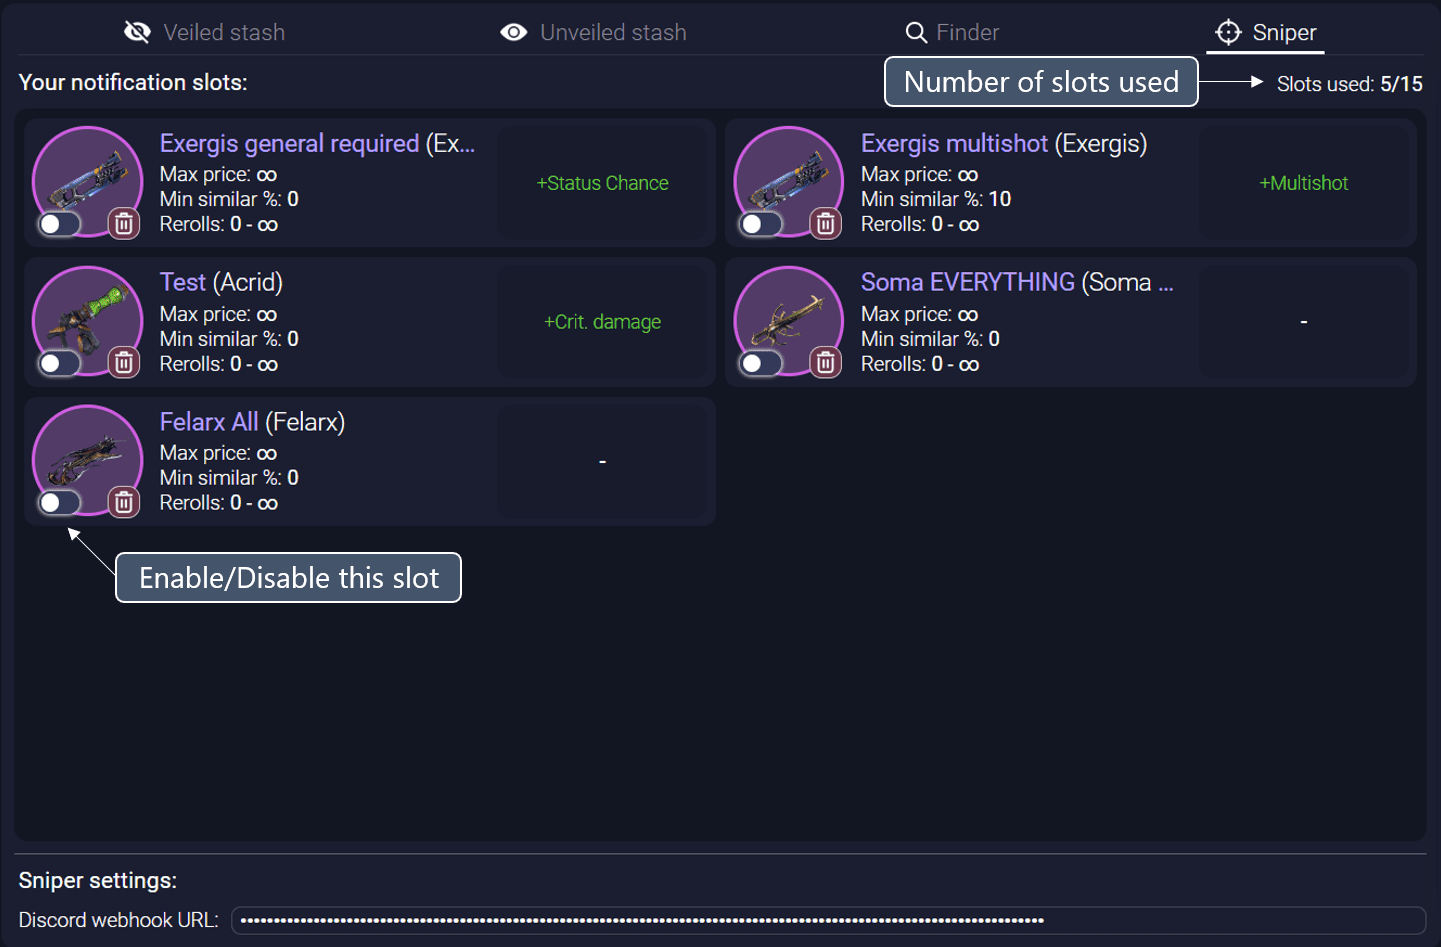 Veiled stash
Unveiled stash
Finder
Sniper
Your notification slots:
Number of slots used
Slots used: 5/15
Exergis general required (Ex...
Max price: ∞
Min similar %: 0
Rerolls: 0 - ∞
+Status Chance
Exergis multishot (Exergis)
Max price: ∞
Min similar %: 10
Rerolls: 0 - ∞
+Multishot
Test (Acrid)
Max price: ∞
Min similar %: 0
Rerolls: 0 - ∞
+Crit. damage
Soma EVERYTHING (Soma ...
Max price: ∞
Min similar %: 0
Rerolls: 0 - ∞
-
Felarx All (Felarx)
Max price: ∞
Min similar %: 0
Rerolls: 0 - ∞
-
Enable/Disable this slot
Sniper settings:
Discord webhook URL: